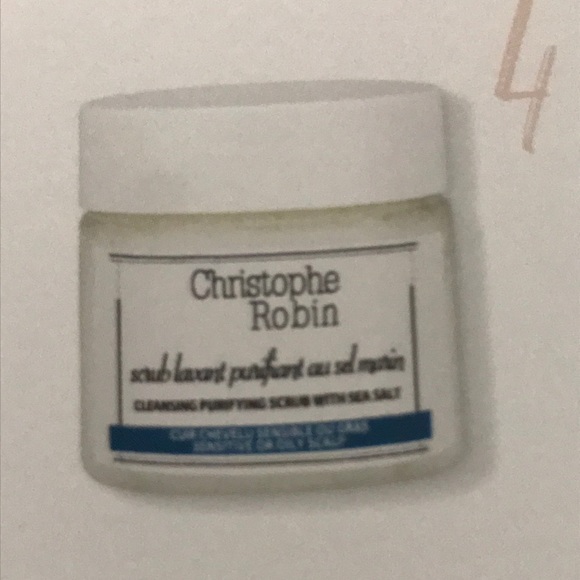 4
Christophe
Robin
scrub lavant purifiant au sel marin
CLEANSING PURIFYING SCRUB WITH SEA SALT
CUIR CHEVELU SENSIBLE OU GRAS
SENSITIVE OR OILY SCALP